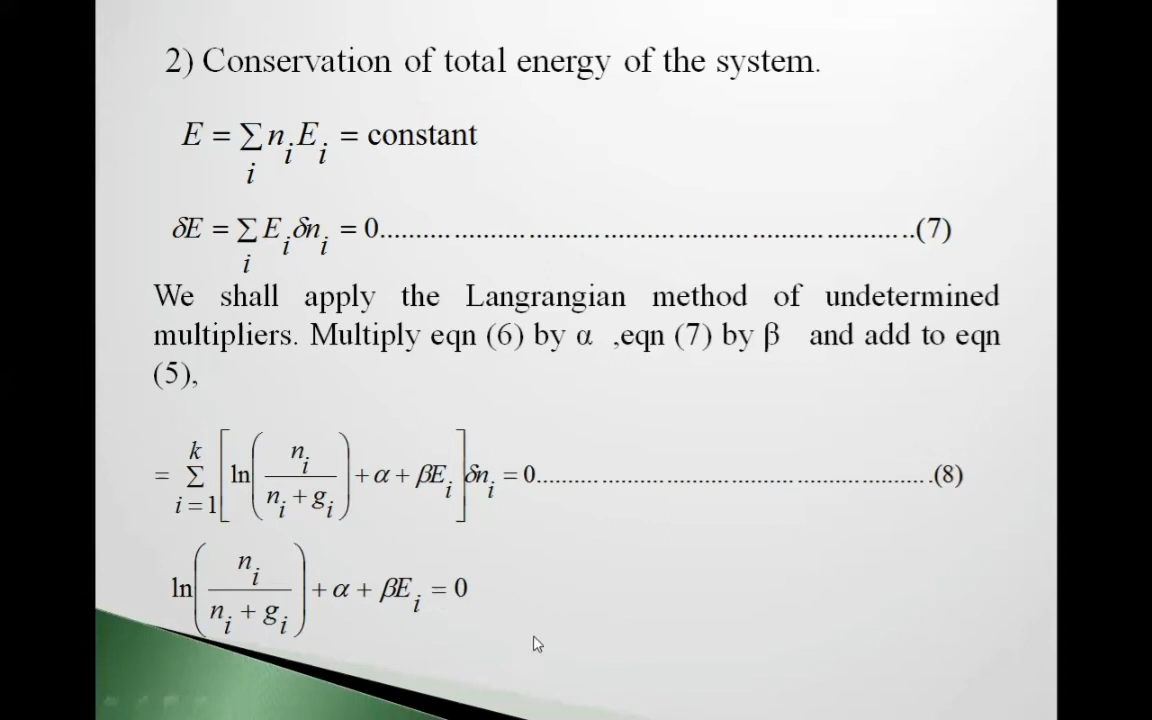 2) Conservation of total energy of the system.
E = ∑_i n_i E_i = constant
δE = ∑_i E_i δn_i = 0..............................................................................(7)
We shall apply the Langrangian method of undetermined
multipliers. Multiply eqn (6) by α ,eqn (7) by β and add to eqn
(5),
= ∑_{i=1}^{k} [ ln( n_i / (n_i + g_i) ) + α + βE_i ] δn_i = 0............................................................(8)
ln( n_i / (n_i + g_i) ) + α + βE_i = 0